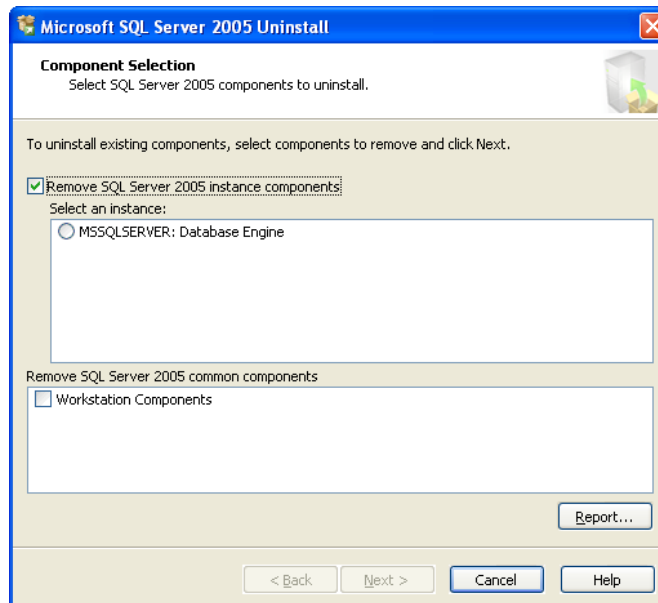 Microsoft SQL Server 2005 Uninstall
Component Selection
Select SQL Server 2005 components to uninstall.
To uninstall existing components, select components to remove and click Next.
Remove SQL Server 2005 instance components
Select an instance:
MSSQLSERVER: Database Engine
Remove SQL Server 2005 common components
Workstation Components
Report...
< Back Next > Cancel Help